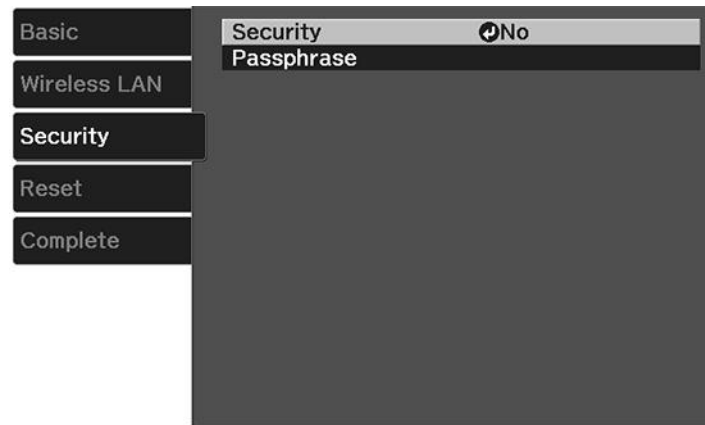 Basic
Wireless LAN
Security
Reset
Complete
Security No
Passphrase